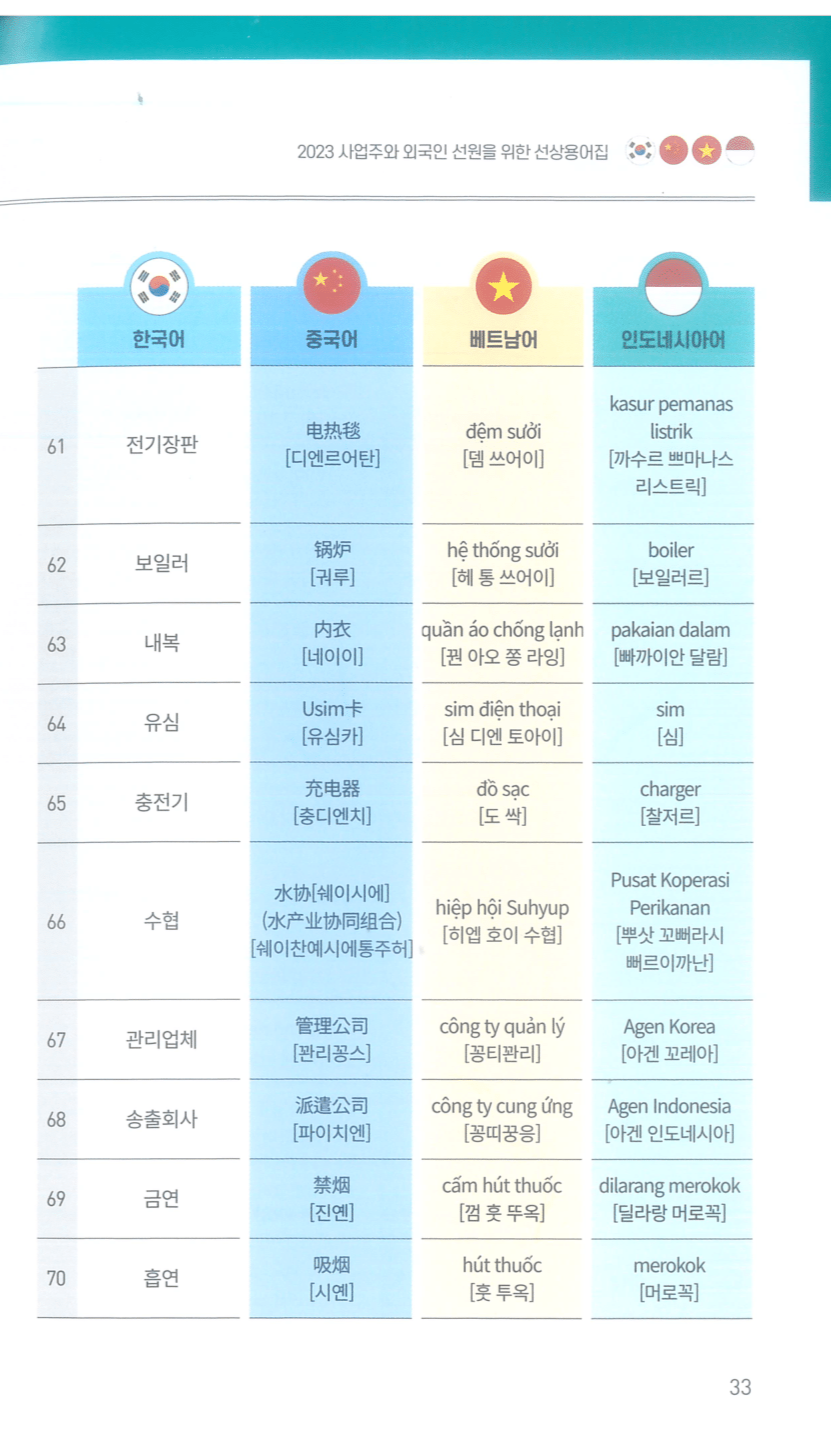 2023 사업주와 외국인 선원을 위한 선상용어집
한국어 중국어 베트남어 인도네시아어
61 전기장판
电热毯
[디엔르어탄]
đệm sưởi
[뎀 쓰어이]
kasur pemanas
listrik
[까수르 쁘마나스
리스트릭]
62 보일러
锅炉
[궈루]
hệ thống sưởi
[헤 통 쓰어이]
boiler
[보일러르]
63 내복
内衣
[네이이]
quần áo chống lạnh
[꿘 아오 쫑 라잉]
pakaian dalam
[빠까이안 달람]
64 유심
Usim卡
[유심카]
sim điện thoại
[심 디엔 토아이]
sim
[심]
65 충전기
充电器
[충디엔치]
đồ sạc
[도 싹]
charger
[찰저르]
66 수협
水协[쉐이시에]
(水产业协同组合)
[쉐이찬예시에통주허]
hiệp hội Suhyup
[히엡 호이 수협]
Pusat Koperasi
Perikanan
[뿌삿 꼬뻐라시
뻐르이까난]
67 관리업체
管理公司
[꽌리꽁스]
công ty quản lý
[꽁티꽌리]
Agen Korea
[아겐 꼬레아]
68 송출회사
派遣公司
[파이치엔]
công ty cung ứng
[꽁띠꿍응]
Agen Indonesia
[아겐 인도네시아]
69 금연
禁烟
[진옌]
cấm hút thuốc
[껌 훗 뚜옥]
dilarang merokok
[딜라랑 머로꼭]
70 흡연
吸烟
[시옌]
hút thuốc
[훗 투옥]
merokok
[머로꼭]
33